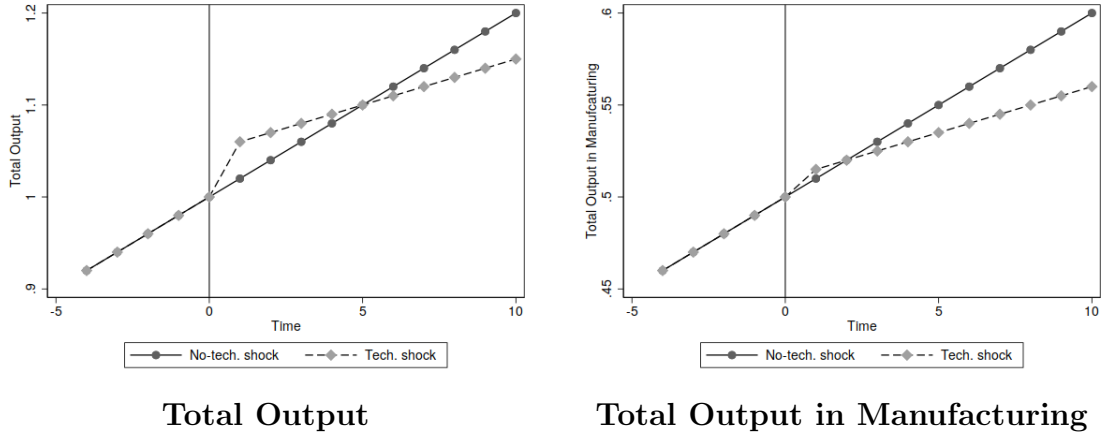 Total Output
.9
1
1.1
1.2
-5
0
5
10
Time
No-tech. shock
Tech. shock
Total Output
Total Output in Manufcaturing
.45
.5
.55
.6
-5
0
5
10
Time
No-tech. shock
Tech. shock
Total Output in Manufacturing